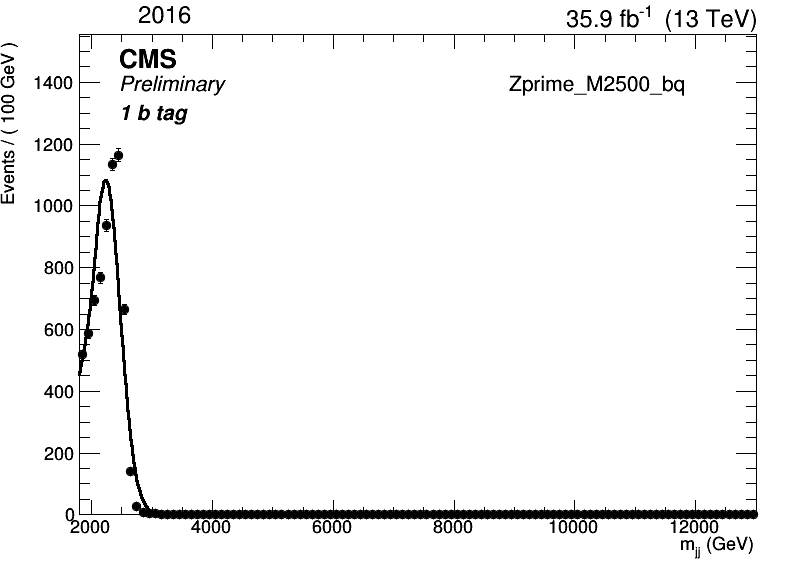 2016
35.9 fb⁻¹ (13 TeV)
CMS
Preliminary
1 b tag
Zprime_M2500_bq
Events / ( 100 GeV )
1400
1200
1000
800
600
400
200
0
2000 4000 6000 8000 10000 12000
m_jj (GeV)